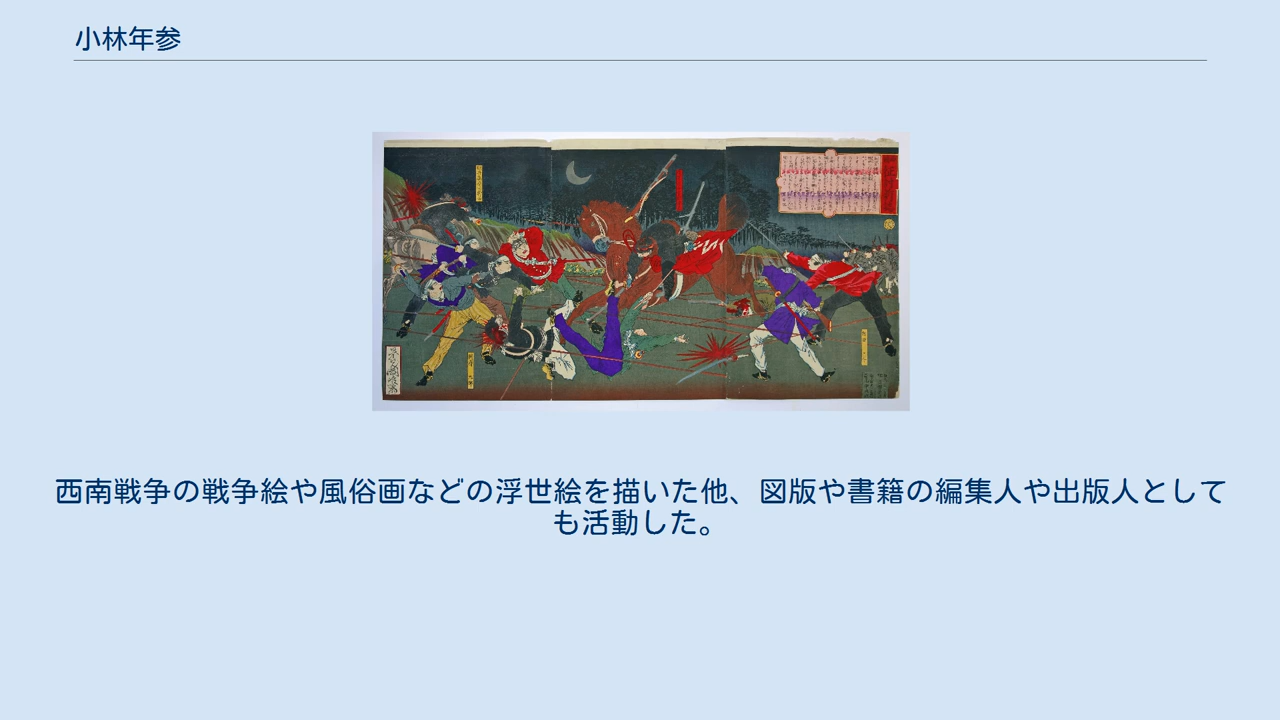 小林年参
西南戦争の戦争絵や風俗画などの浮世絵を描いた他、図版や書籍の編集人や出版人として
も活動した。